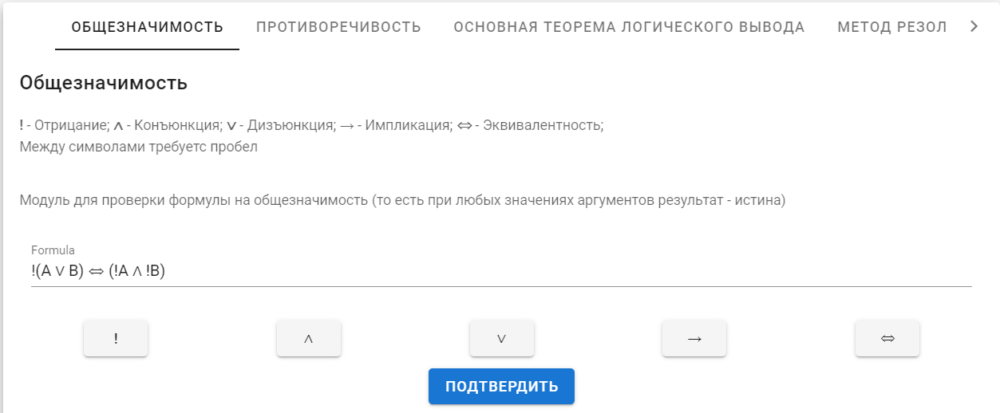 ОБЩЕЗНАЧИМОСТЬ ПРОТИВОРЕЧИВОСТЬ ОСНОВНАЯ ТЕОРЕМА ЛОГИЧЕСКОГО ВЫВОДА МЕТОД РЕЗОЛ
Общезначимость
! - Отрицание; ∧ - Конъюнкция; ∨ - Дизъюнкция; → - Импликация; ⇔ - Эквивалентность;
Между символами требуетс пробел
Модуль для проверки формулы на общезначимость (то есть при любых значениях аргументов результат - истина)
Formula
!(A ∨ B) ⇔ (!A ∧ !B)
! ∧ ∨ → ⇔
ПОДТВЕРДИТЬ